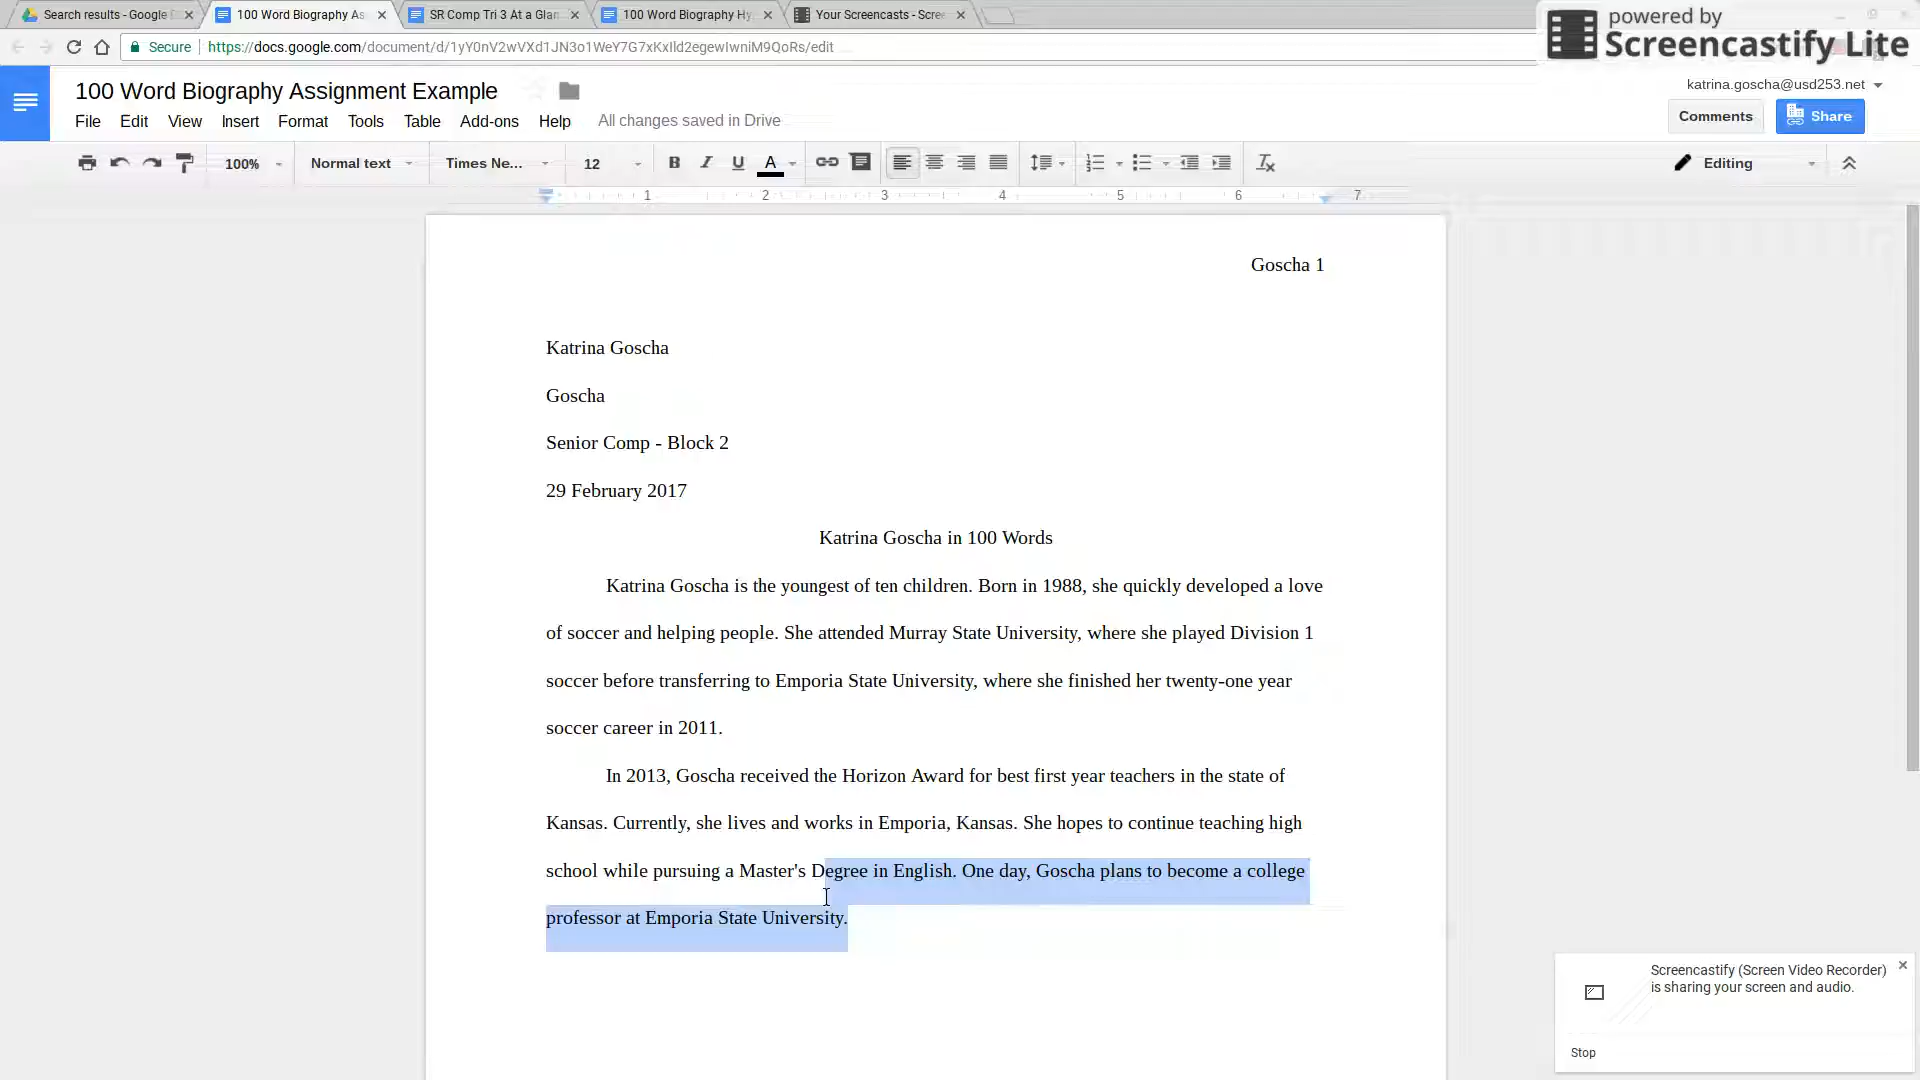 Search results - Google
100 Word Biography As
SR Comp Tri 3 At a Glan
100 Word Biography Hy
Your Screencasts - Scree
powered by
Screencastify Lite
Secure https://docs.google.com/document/d/1yY0nV2wVXd1JN3o1WeY7G7xKxlld2egewIwniM9QoRs/edit
100 Word Biography Assignment Example
katrina.goscha@usd253.net
File Edit View Insert Format Tools Table Add-ons Help All changes saved in Drive
Comments Share
100% Normal text Times Ne... 12 B I U A Editing
1 2 3 4 5 6 7
Goscha 1
Katrina Goscha
Goscha
Senior Comp - Block 2
29 February 2017
Katrina Goscha in 100 Words
Katrina Goscha is the youngest of ten children. Born in 1988, she quickly developed a love
of soccer and helping people. She attended Murray State University, where she played Division 1
soccer before transferring to Emporia State University, where she finished her twenty-one year
soccer career in 2011.
In 2013, Goscha received the Horizon Award for best first year teachers in the state of
Kansas. Currently, she lives and works in Emporia, Kansas. She hopes to continue teaching high
school while pursuing a Master's Degree in English. One day, Goscha plans to become a college
professor at Emporia State University.
Screencastify (Screen Video Recorder)
is sharing your screen and audio.
Stop